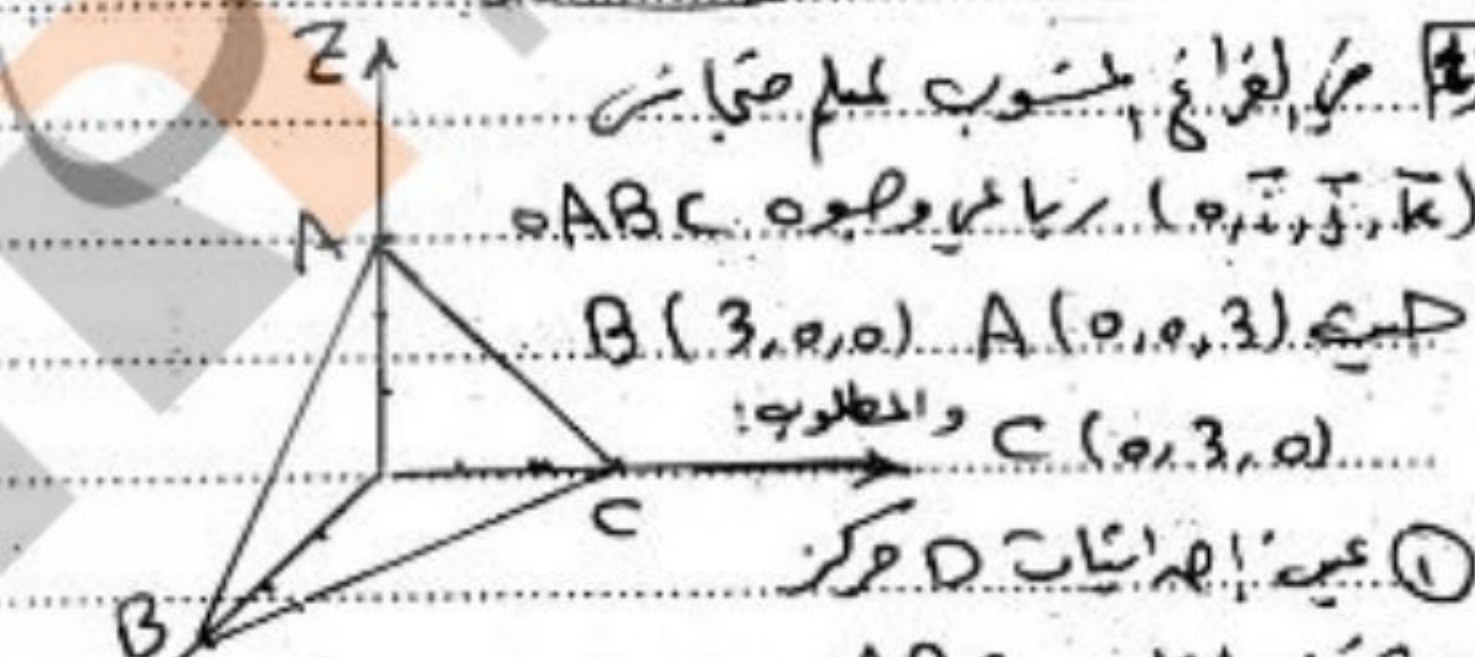 في الفراغ المنسوب لمعلم متجانس
(o, i, j, k) رباعي وجوه ABC o
حيث A(0,0,3) B(3,0,0)
C(0,3,0) والمطلوب:
① عين إحداثيات D مركز
ABC
Z
A
C
B